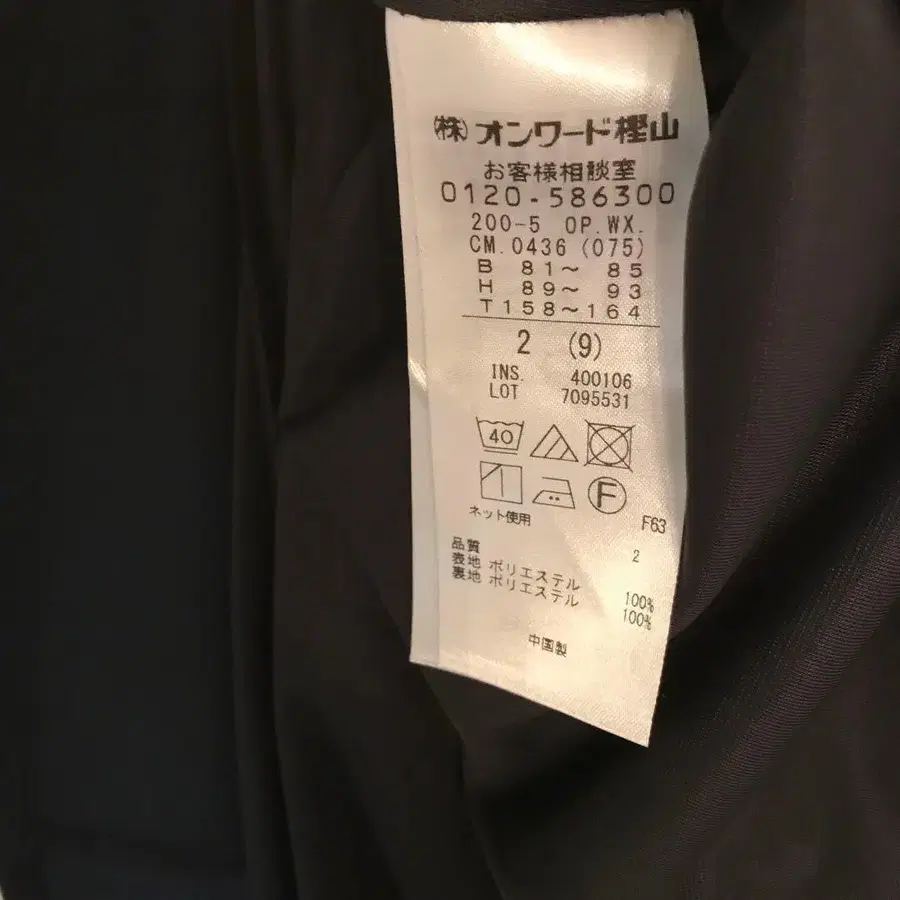 (株)オンワード樫山
お客様相談室
0120-586300
200-5 OP.WX.
CM.0436 (075)
B 81~ 85
H 89~ 93
T158~164
2 (9)
INS. 400106
LOT 7095531
40
F
ネット使用
F63
品質 2
表地 ポリエステル 100%
裏地 ポリエステル 100%
中国製